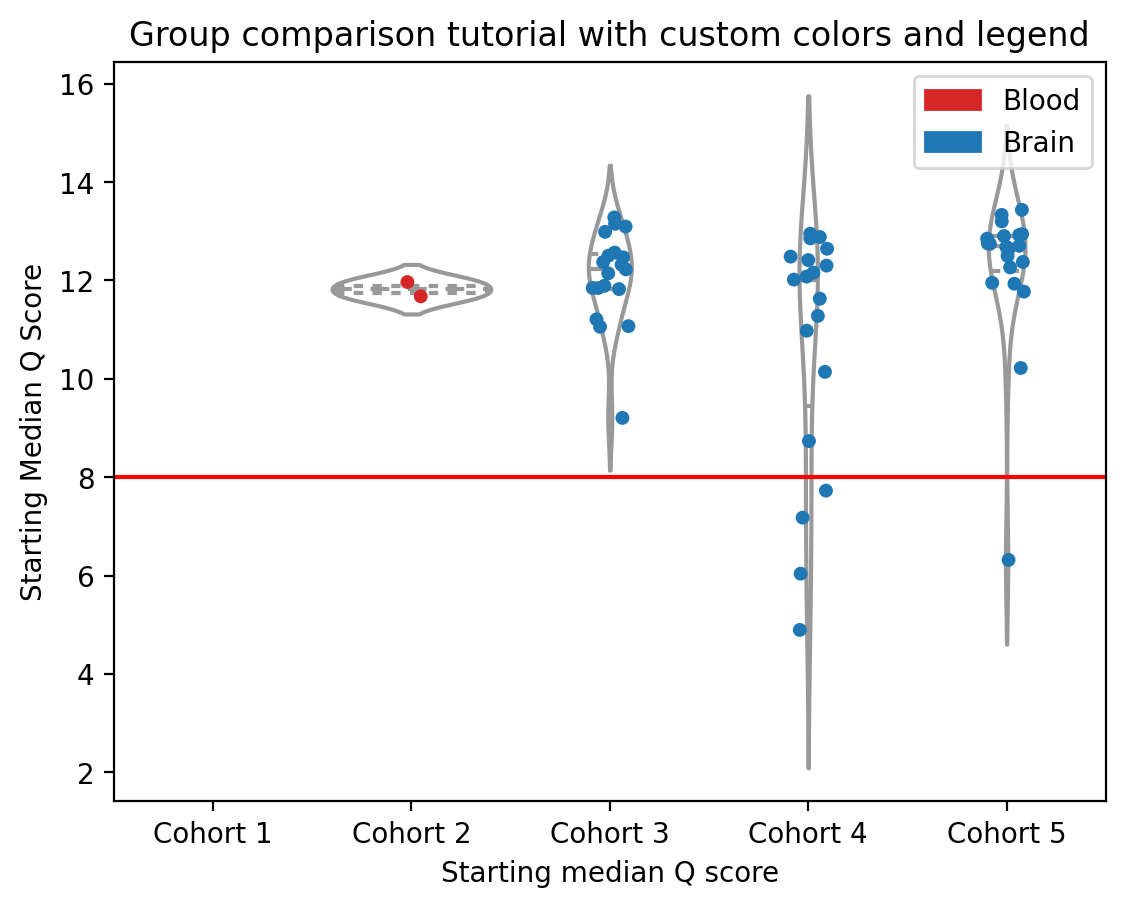 Group comparison tutorial with custom colors and legend
Blood
Brain
Starting Median Q Score
16
14
12
10
8
6
4
2
Cohort 1 Cohort 2 Cohort 3 Cohort 4 Cohort 5
Starting median Q score